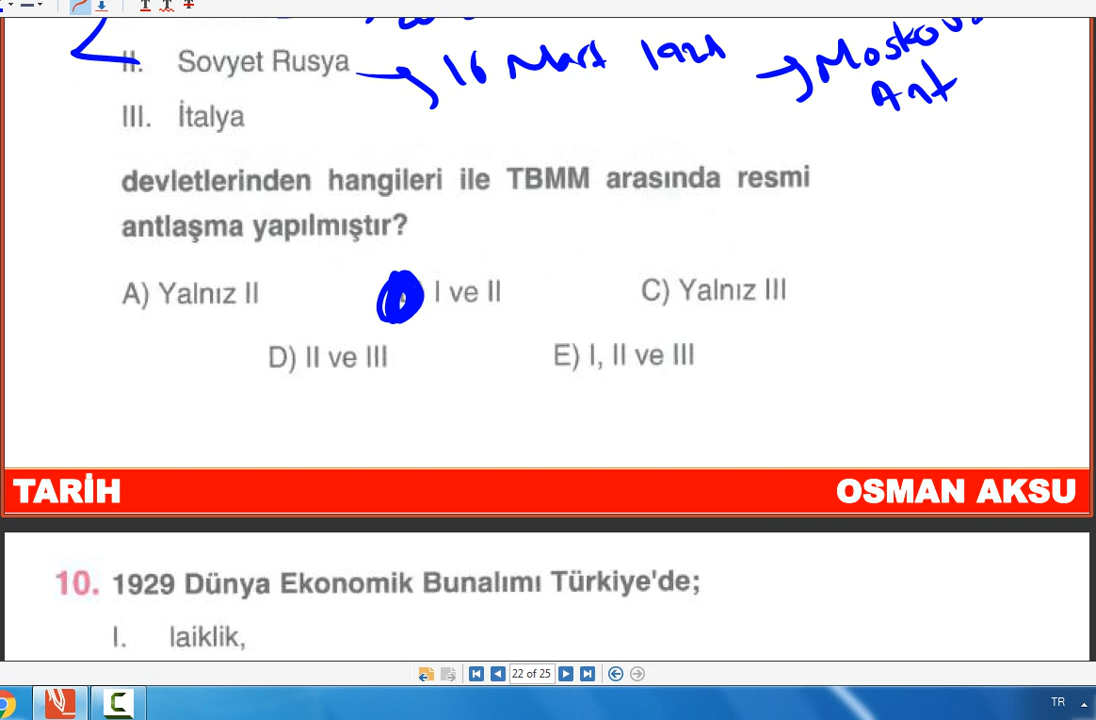 II. Sovyet Rusya → 16 Mart 1921 → Moskova Ant
III. İtalya
devletlerinden hangileri ile TBMM arasında resmi
antlaşma yapılmıştır?
A) Yalnız II I ve II C) Yalnız III
D) II ve III E) I, II ve III
TARİH OSMAN AKSU
10. 1929 Dünya Ekonomik Bunalımı Türkiye'de;
I. laiklik,
22 of 25
TR